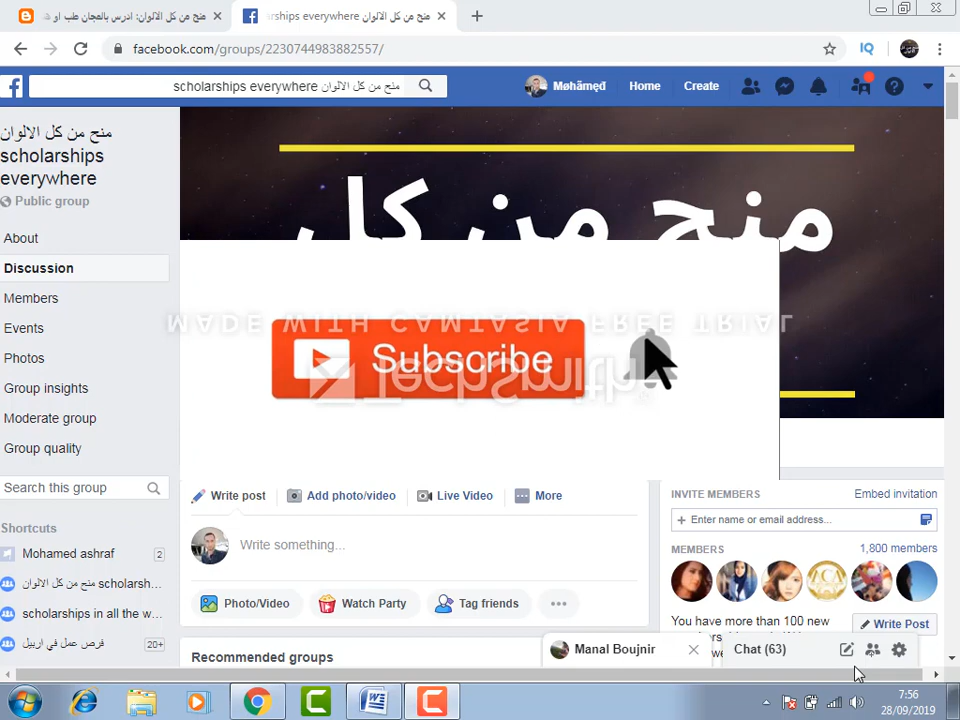 منح من كل الالوان: ادرس بالمجان طب او
scholarships everywhere منح من كل الالوان
facebook.com/groups/2230744983882557/
scholarships everywhere منح من كل الالوان
Møhämęđ
Home
Create
منح من كل الالوان
scholarships
everywhere
Public group
About
Discussion
Members
Events
Photos
Group insights
Moderate group
Group quality
Search this group
Shortcuts
Mohamed ashraf
2
منح من كل الالوان scholarsh...
scholarships in all the w...
فرص عمل في اربيل
20+
منح من كل
MADE WITH CAMTASIA FREE TRIAL
Subscribe
TechSmith
Write post
Add photo/video
Live Video
More
Write something...
Photo/Video
Watch Party
Tag friends
Recommended groups
INVITE MEMBERS
Embed invitation
Enter name or email address...
MEMBERS
1,800 members
You have more than 100 new
Write Post
Manal Boujnir
Chat (63)
7:56
28/09/2019